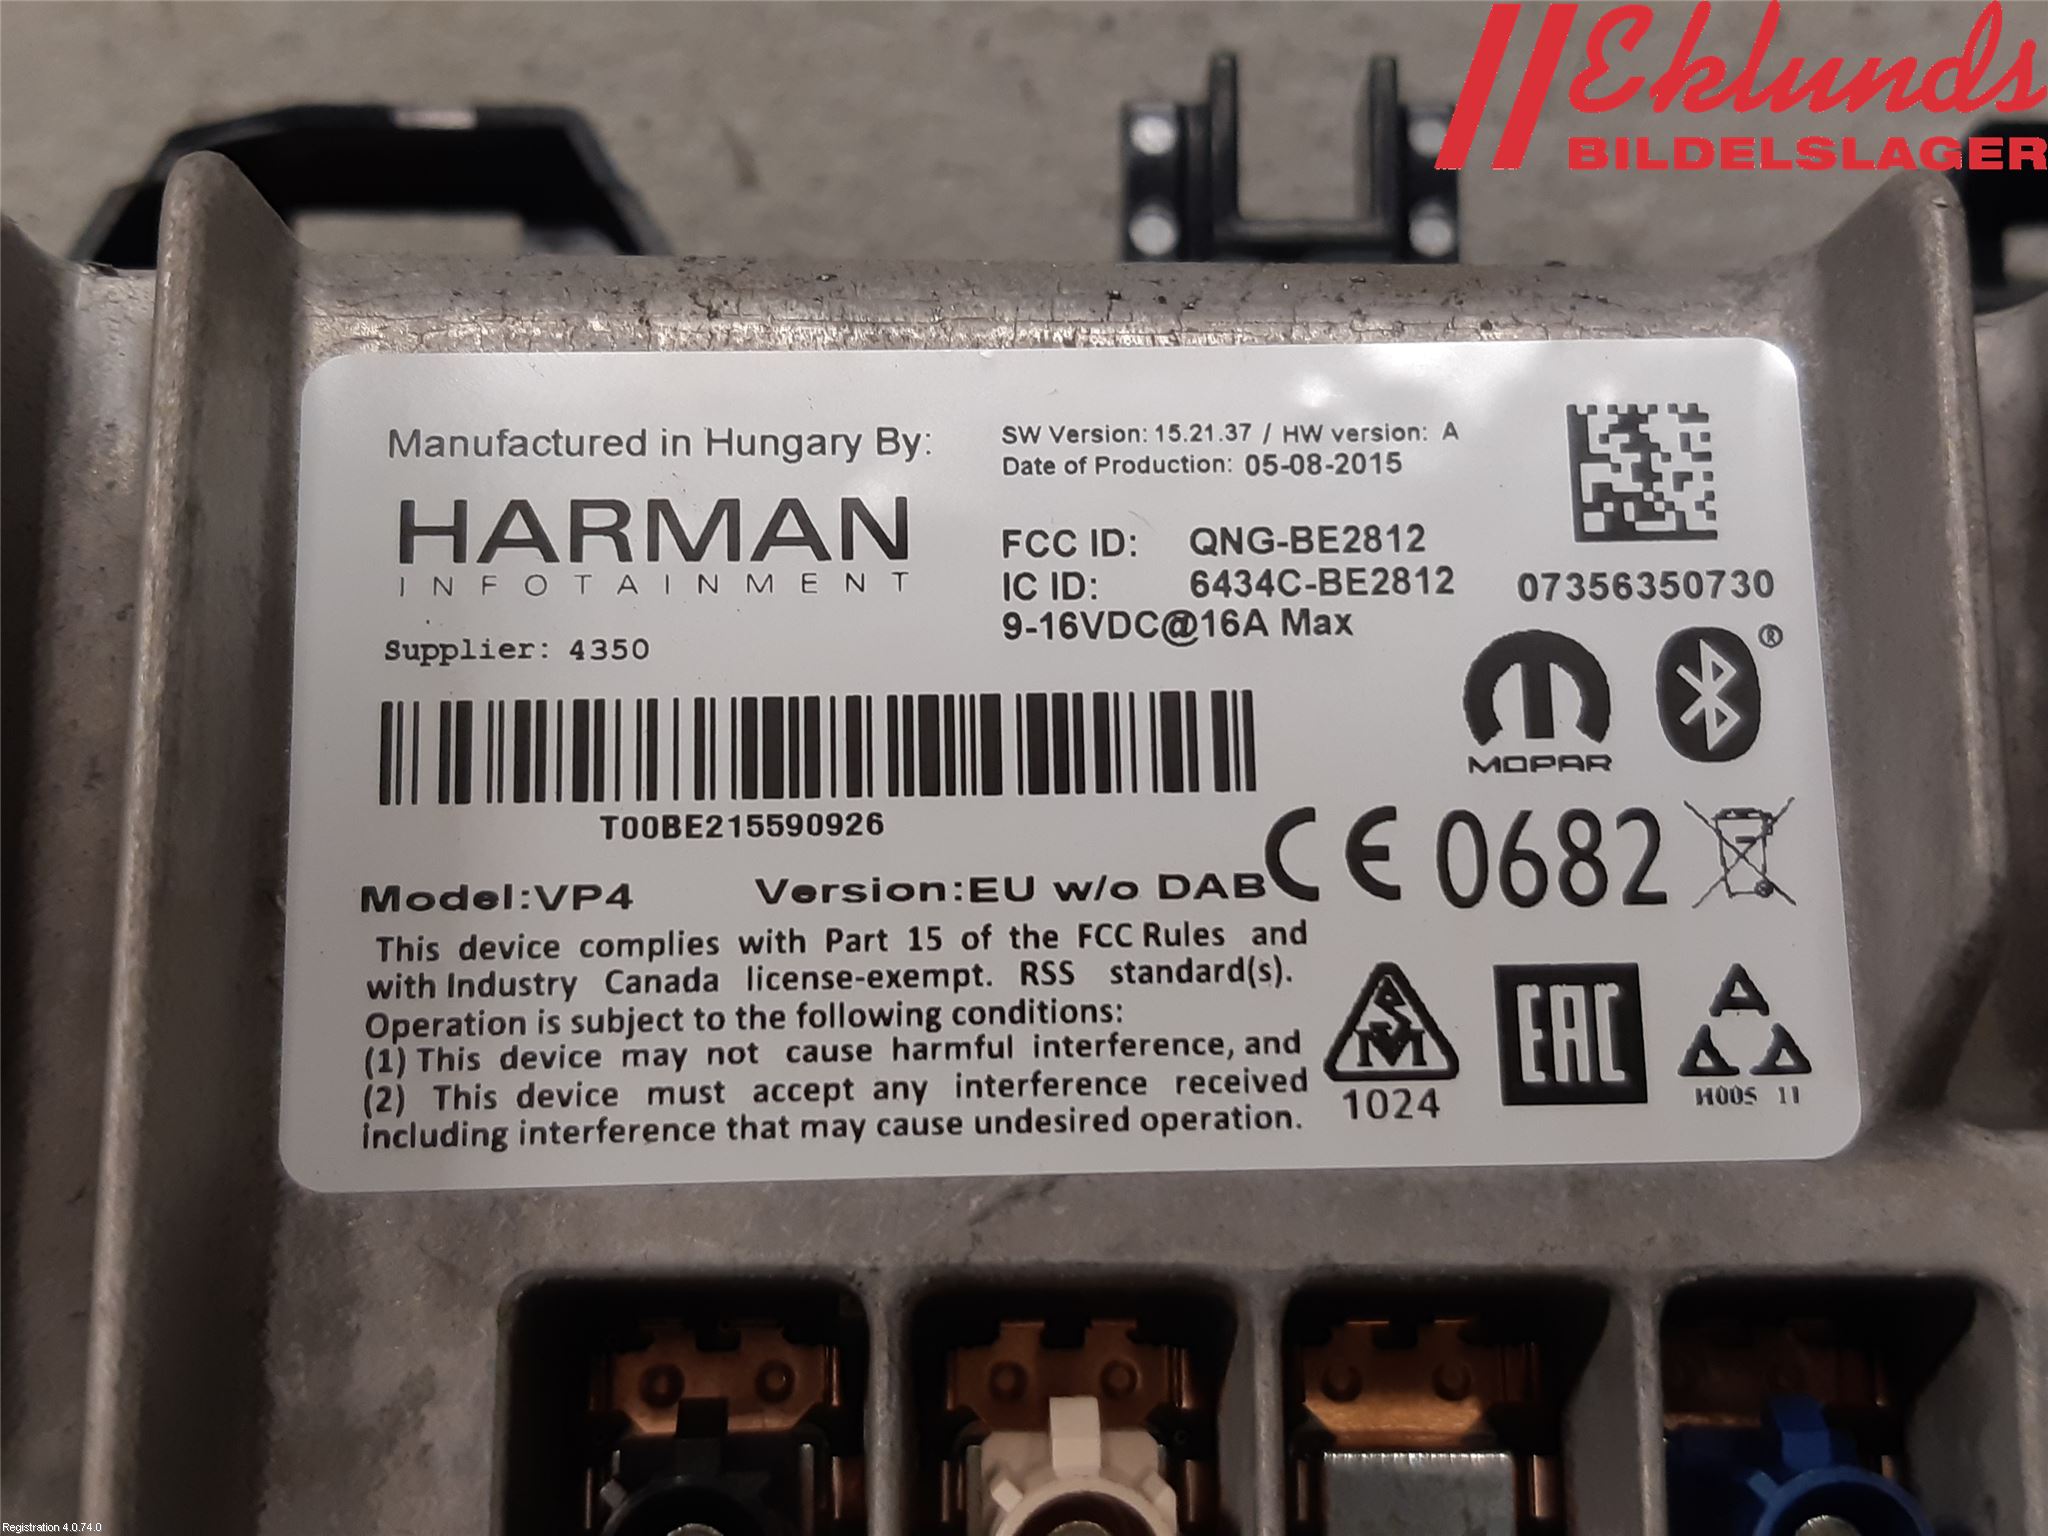 Eklunds
BILDELSLAGER
Manufactured in Hungary By:
HARMAN
INFOTAINMENT
Supplier: 4350
SW Version: 15.21.37 / HW version: A
Date of Production: 05-08-2015
FCC ID: QNG-BE2812
IC ID: 6434C-BE2812
9-16VDC@16A Max
07356350730
®
MOPAR
T00BE215590926
CE 0682
Model:VP4 Version:EU w/o DAB
This device complies with Part 15 of the FCC Rules and
with Industry Canada license-exempt. RSS standard(s).
Operation is subject to the following conditions:
(1) This device may not cause harmful interference, and
(2) This device must accept any interference received
including interference that may cause undesired operation.
1024
EAC
A
И005 11
Registration 4.0.74.0